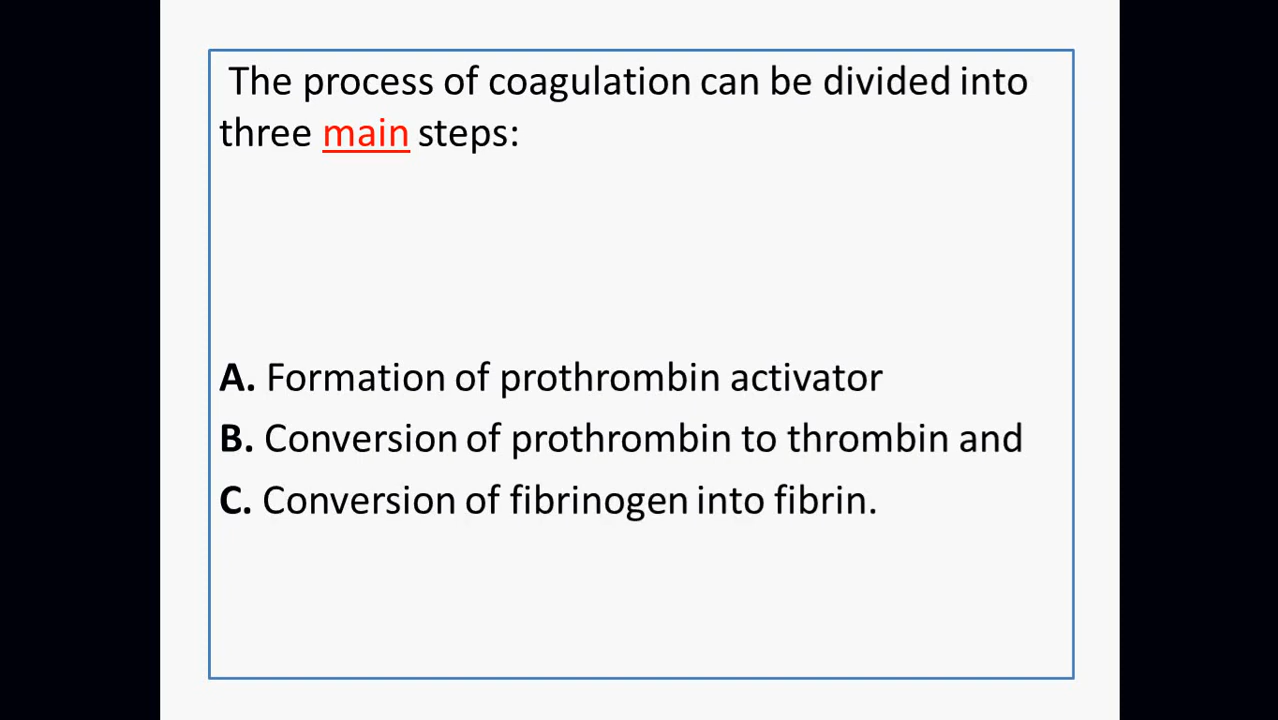 The process of coagulation can be divided into
three main steps:
A. Formation of prothrombin activator
B. Conversion of prothrombin to thrombin and
C. Conversion of fibrinogen into fibrin.